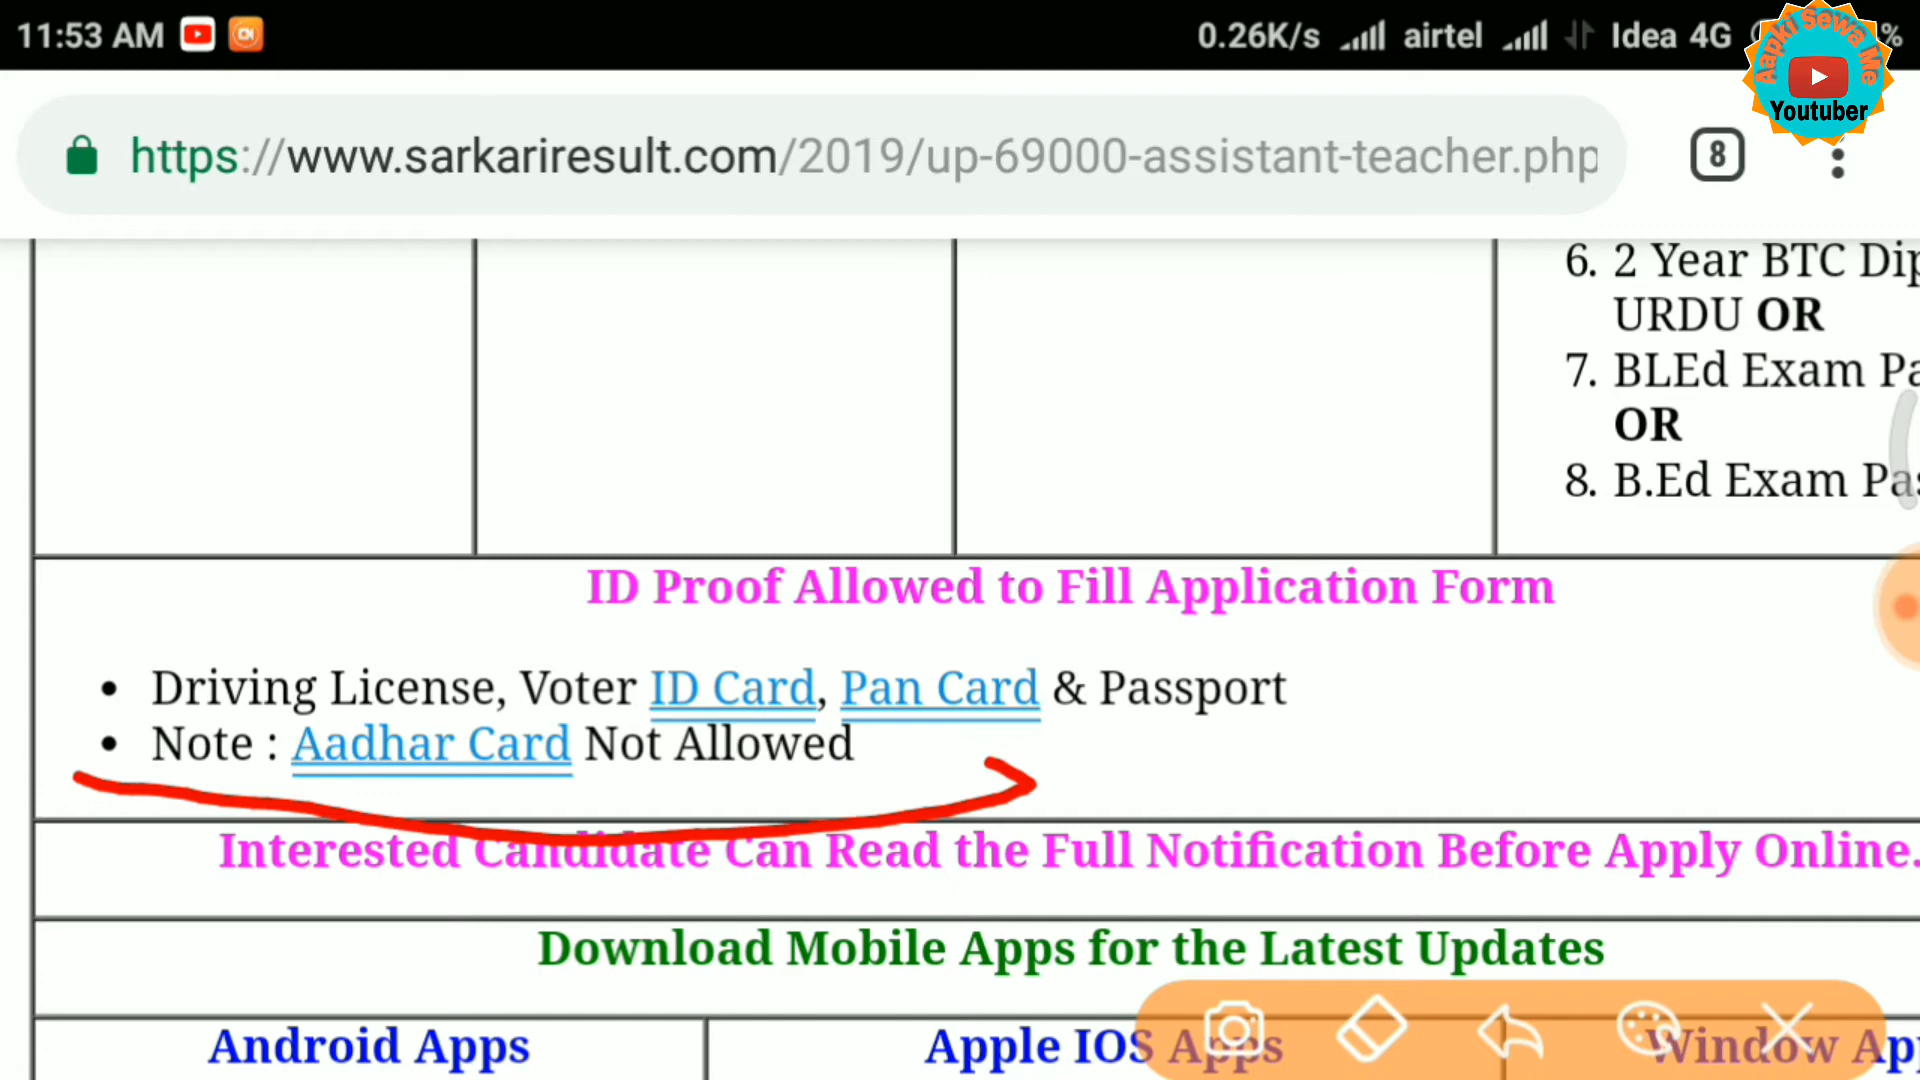 11:53 AM
0.26K/s airtel Idea 4G %
Aapki Sewa Me
Youtuber
https://www.sarkariresult.com/2019/up-69000-assistant-teacher.php
8
6. 2 Year BTC Dip
URDU OR
7. BLEd Exam Pa
OR
8. B.Ed Exam Pas
ID Proof Allowed to Fill Application Form
• Driving License, Voter ID Card, Pan Card & Passport
• Note : Aadhar Card Not Allowed
Interested Candidate Can Read the Full Notification Before Apply Online.
Download Mobile Apps for the Latest Updates
Android Apps
Apple IOS Apps
Window App